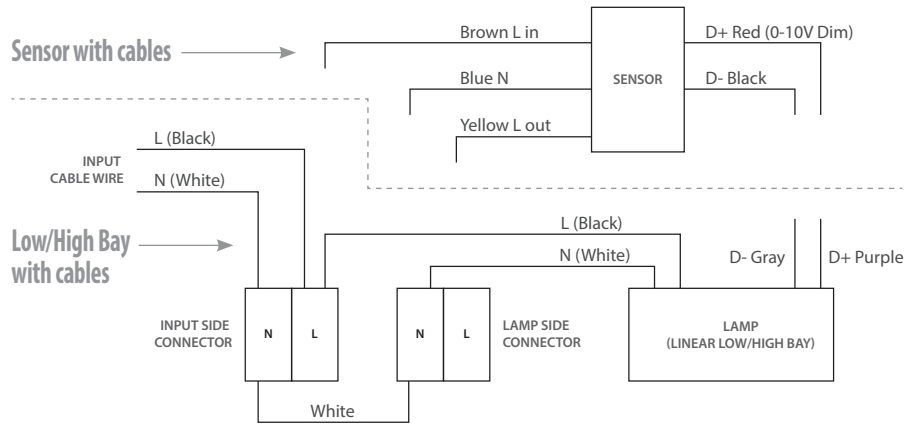 Sensor with cables
Brown L in
D+ Red (0-10V Dim)
Blue N
SENSOR
D- Black
Yellow L out
L (Black)
INPUT
CABLE WIRE
N (White)
Low/High Bay
with cables
L (Black)
N (White)
D- Gray
D+ Purple
INPUT SIDE
CONNECTOR
N
L
N
L
LAMP SIDE
CONNECTOR
LAMP
(LINEAR LOW/HIGH BAY)
White